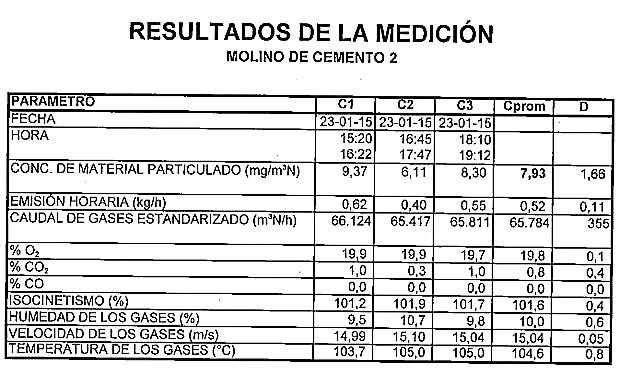 RESULTADOS DE LA MEDICIÓN
MOLINO DE CEMENTO 2
PARAMETRO C1 C2 C3 Cprom D
FECHA 23-01-15 23-01-15 23-01-15
HORA 15:20 16:45 18:10
16:22 17:47 19:12
CONC. DE MATERIAL PARTICULADO (mg/m³N) 9,37 6,11 8,30 7,93 1,66
EMISIÓN HORARIA (kg/h) 0,62 0,40 0,55 0,52 0,11
CAUDAL DE GASES ESTANDARIZADO (m³N/h) 66.124 65.417 65.811 65.784 355
% O₂ 19,9 19,9 19,7 19,8 0,1
% CO₂ 1,0 0,3 1,0 0,8 0,4
% CO 0,0 0,0 0,0 0,0 0,0
ISOCINETISMO (%) 101,2 101,9 101,7 101,6 0,4
HUMEDAD DE LOS GASES (%) 9,5 10,7 9,8 10,0 0,6
VELOCIDAD DE LOS GASES (m/s) 14,99 15,10 15,04 15,04 0,05
TEMPERATURA DE LOS GASES (°C) 103,7 105,0 105,0 104,6 0,8